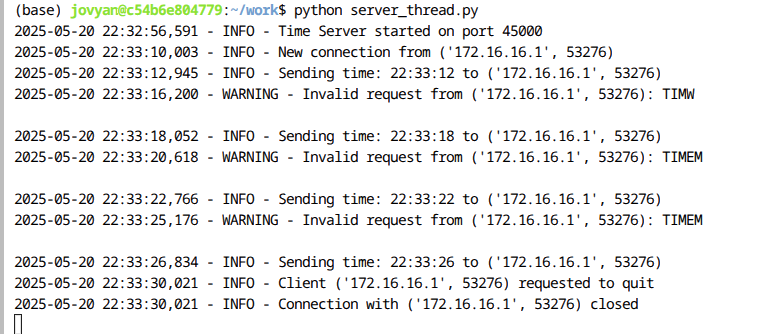 (base) jovyan@c54b6e804779:~/work$ python server_thread.py
2025-05-20 22:32:56,591 - INFO - Time Server started on port 45000
2025-05-20 22:33:10,003 - INFO - New connection from ('172.16.16.1', 53276)
2025-05-20 22:33:12,945 - INFO - Sending time: 22:33:12 to ('172.16.16.1', 53276)
2025-05-20 22:33:16,200 - WARNING - Invalid request from ('172.16.16.1', 53276): TIMW
2025-05-20 22:33:18,052 - INFO - Sending time: 22:33:18 to ('172.16.16.1', 53276)
2025-05-20 22:33:20,618 - WARNING - Invalid request from ('172.16.16.1', 53276): TIMEM
2025-05-20 22:33:22,766 - INFO - Sending time: 22:33:22 to ('172.16.16.1', 53276)
2025-05-20 22:33:25,176 - WARNING - Invalid request from ('172.16.16.1', 53276): TIMEM
2025-05-20 22:33:26,834 - INFO - Sending time: 22:33:26 to ('172.16.16.1', 53276)
2025-05-20 22:33:30,021 - INFO - Client ('172.16.16.1', 53276) requested to quit
2025-05-20 22:33:30,021 - INFO - Connection with ('172.16.16.1', 53276) closed